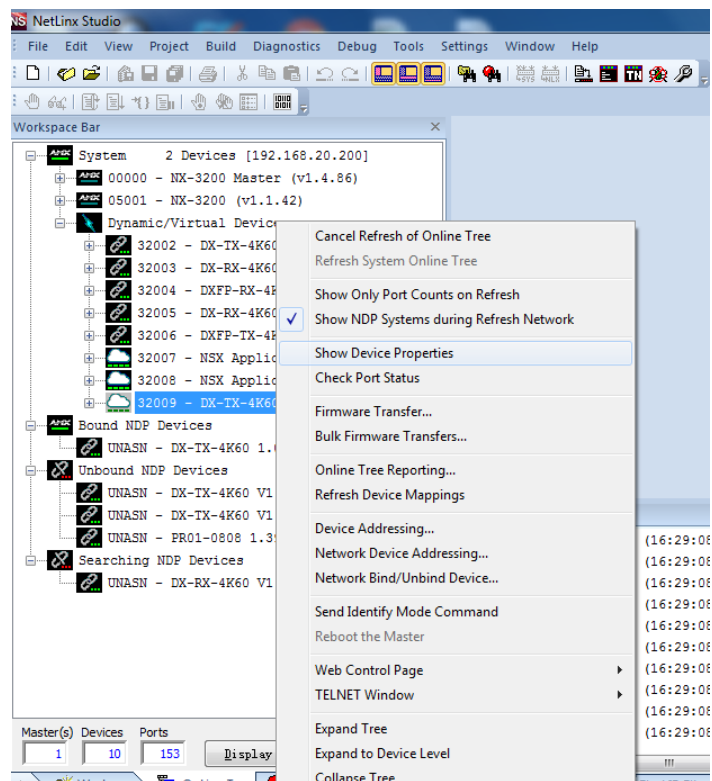 NetLinx Studio
File Edit View Project Build Diagnostics Debug Tools Settings Window Help
Workspace Bar
System 2 Devices [192.168.20.200]
00000 - NX-3200 Master (v1.4.86)
05001 - NX-3200 (v1.1.42)
Dynamic/Virtual Device
32002 - DX-TX-4K60
32003 - DX-RX-4K60
32004 - DXFP-RX-4K
32005 - DX-RX-4K60
32006 - DXFP-TX-4K
32007 - NSX Applic
32008 - NSX Applic
32009 - DX-TX-4K60
Bound NDP Devices
UNASN - DX-TX-4K60 1.
Unbound NDP Devices
UNASN - DX-TX-4K60 V1
UNASN - DX-TX-4K60 V1
UNASN - PR01-0808 1.3
Searching NDP Devices
UNASN - DX-RX-4K60 V1
Cancel Refresh of Online Tree
Refresh System Online Tree
Show Only Port Counts on Refresh
Show NDP Systems during Refresh Network
Show Device Properties
Check Port Status
Firmware Transfer...
Bulk Firmware Transfers...
Online Tree Reporting...
Refresh Device Mappings
Device Addressing...
Network Device Addressing...
Network Bind/Unbind Device...
Send Identify Mode Command
Reboot the Master
Web Control Page
TELNET Window
Expand Tree
Expand to Device Level
Collapse Tree
(16:29:08
(16:29:08
(16:29:08
(16:29:08
(16:29:08
(16:29:08
(16:29:08
(16:29:08
(16:29:08
(16:29:08
Master(s) Devices Ports
1 10 153 Display